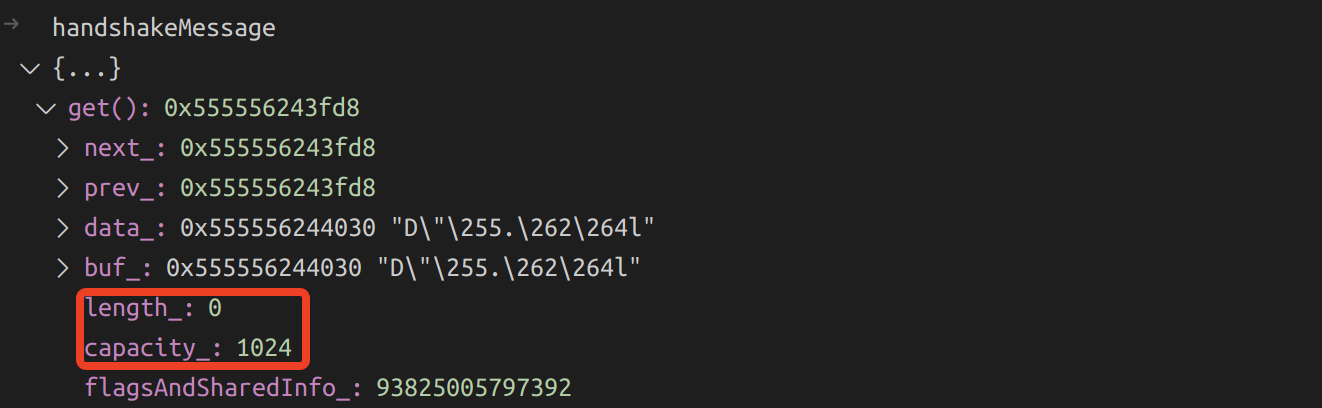 handshakeMessage
{...}
get(): 0x555556243fd8
next_: 0x555556243fd8
prev_: 0x555556243fd8
data_: 0x555556244030 "D\"\255.\262\264l"
buf_: 0x555556244030 "D\"\255.\262\264l"
length_: 0
capacity_: 1024
flagsAndSharedInfo_: 93825005797392